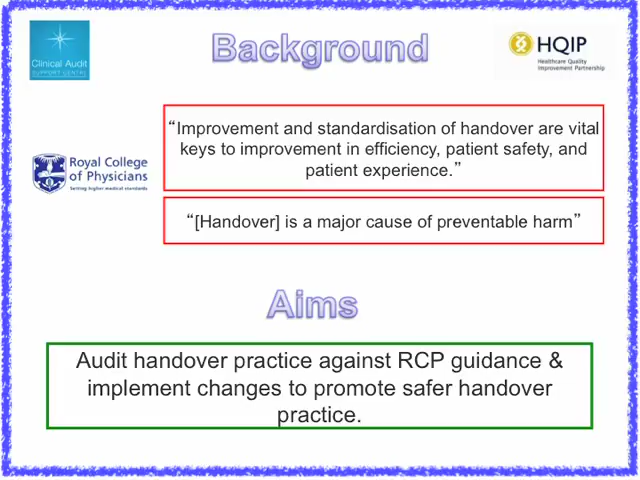 Clinical Audit
SUPPORT CENTRE
Background
HQIP
Healthcare Quality
Improvement Partnership
“Improvement and standardisation of handover are vital
keys to improvement in efficiency, patient safety, and
patient experience.”
Royal College
of Physicians
Setting higher medical standards
“[Handover] is a major cause of preventable harm”
Aims
Audit handover practice against RCP guidance &
implement changes to promote safer handover
practice.